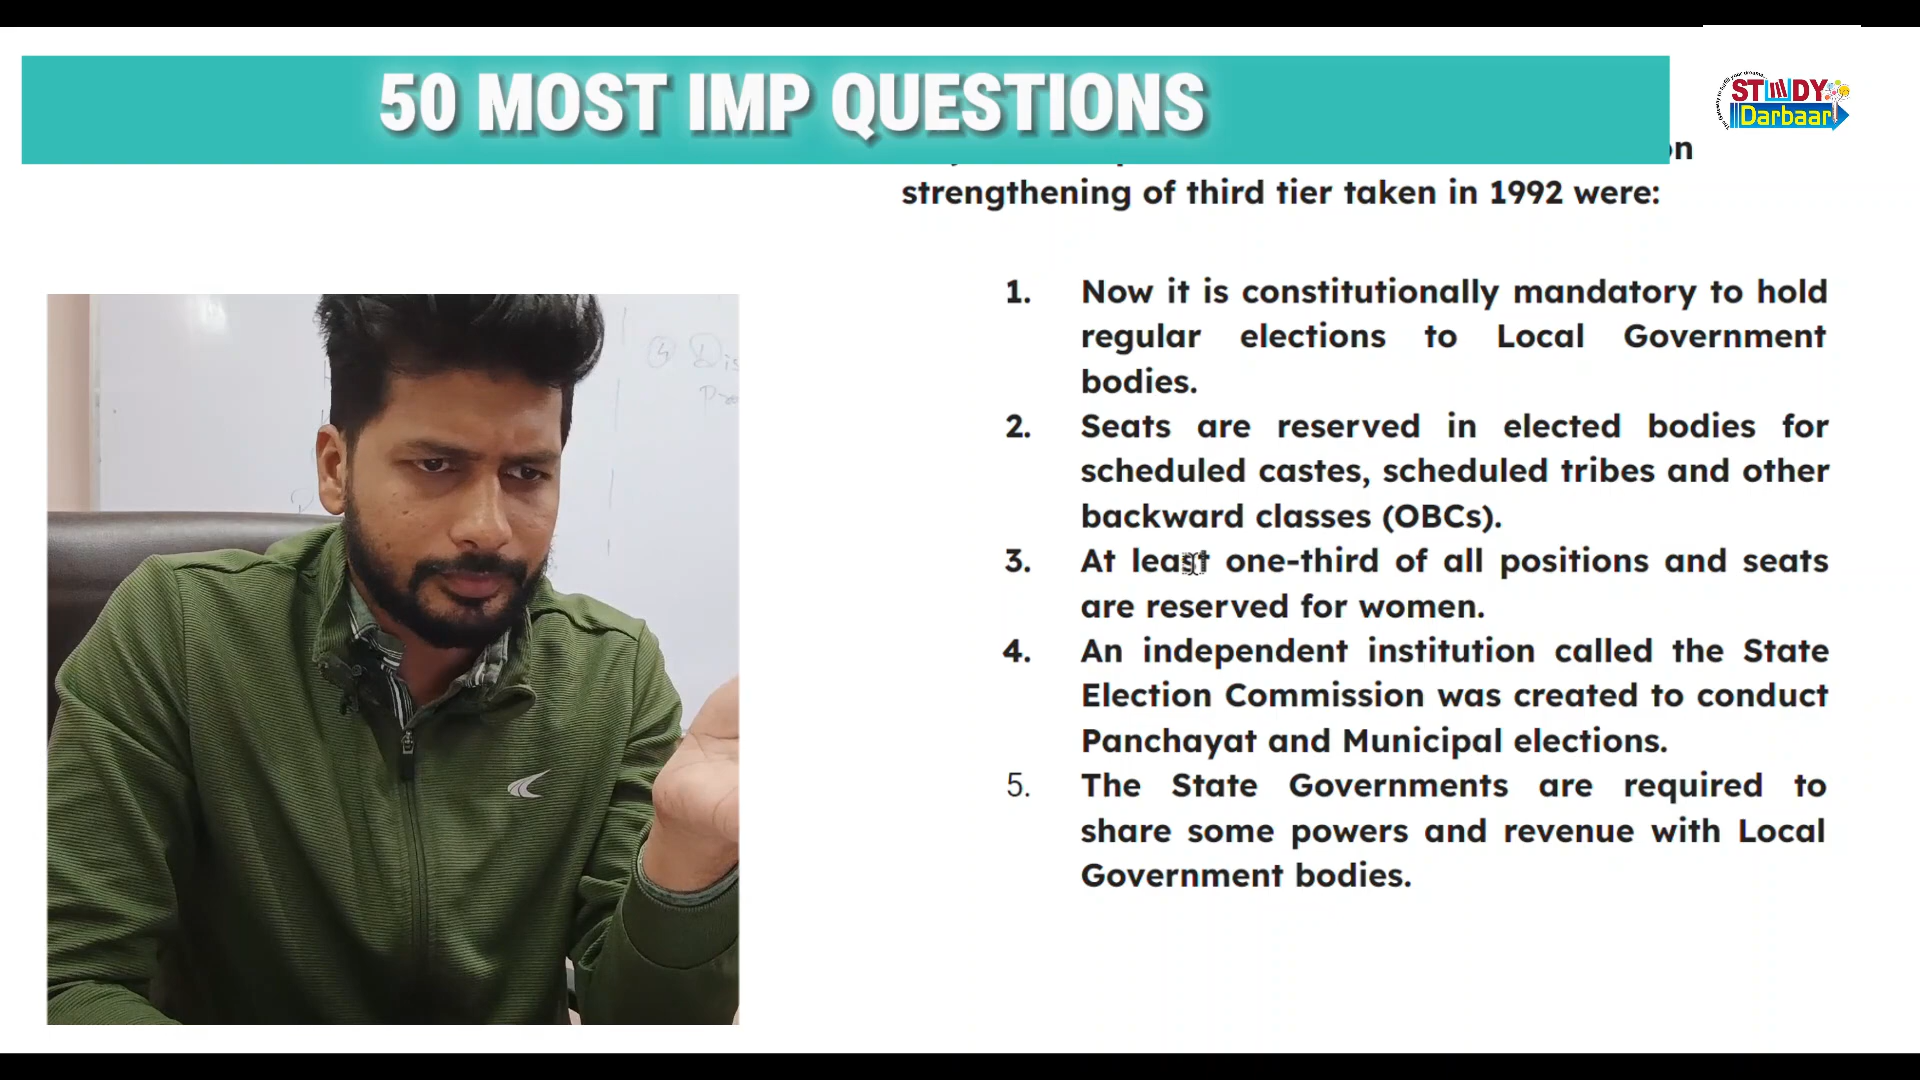 50 MOST IMP QUESTIONS
STUDY
Darbaar
on
strengthening of third tier taken in 1992 were:
1. Now it is constitutionally mandatory to hold
regular elections to Local Government
bodies.
2. Seats are reserved in elected bodies for
scheduled castes, scheduled tribes and other
backward classes (OBCs).
3. At least one-third of all positions and seats
are reserved for women.
4. An independent institution called the State
Election Commission was created to conduct
Panchayat and Municipal elections.
5. The State Governments are required to
share some powers and revenue with Local
Government bodies.